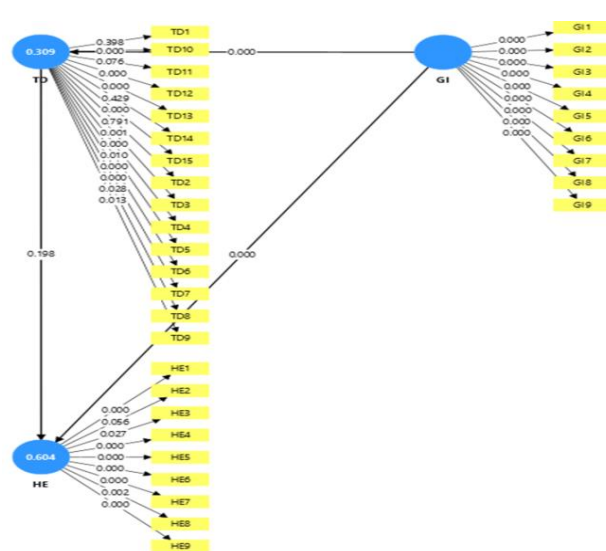 0.309
TD
0.398
0.000
0.076
0.000
0.000
0.429
0.000
0.791
0.001
0.000
0.010
0.000
0.000
0.028
0.013
TD1
TD10
TD11
TD12
TD13
TD14
TD15
TD2
TD3
TD4
TD5
TD6
TD7
TD8
TD9
0.000
GI
0.000
0.000
0.000
0.000
0.000
0.000
0.000
0.000
0.000
GI1
GI2
GI3
GI4
GI5
GI6
GI7
GI8
GI9
0.198
0.000
0.604
HE
0.000
0.056
0.027
0.000
0.000
0.000
0.000
0.002
0.000
HE1
HE2
HE3
HE4
HE5
HE6
HE7
HE8
HE9